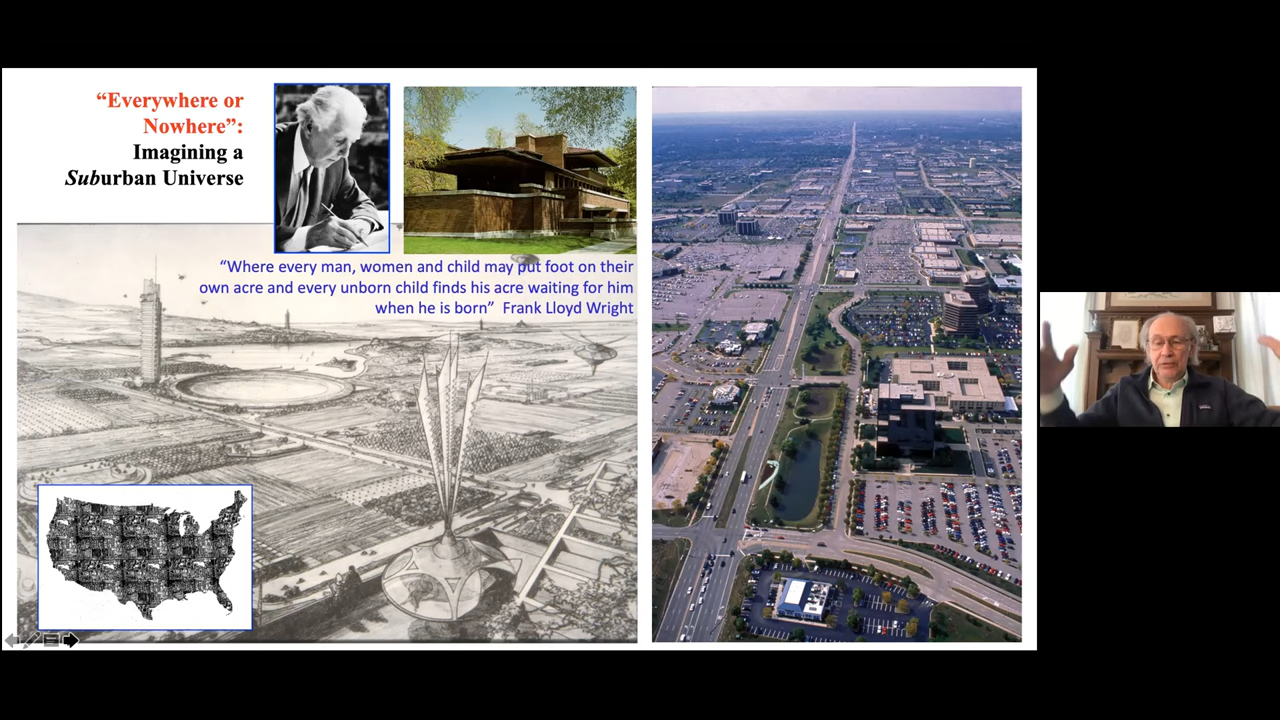 “Everywhere or
Nowhere”:
Imagining a
Suburban Universe
“Where every man, women and child may put foot on their
own acre and every unborn child finds his acre waiting for him
when he is born” Frank Lloyd Wright